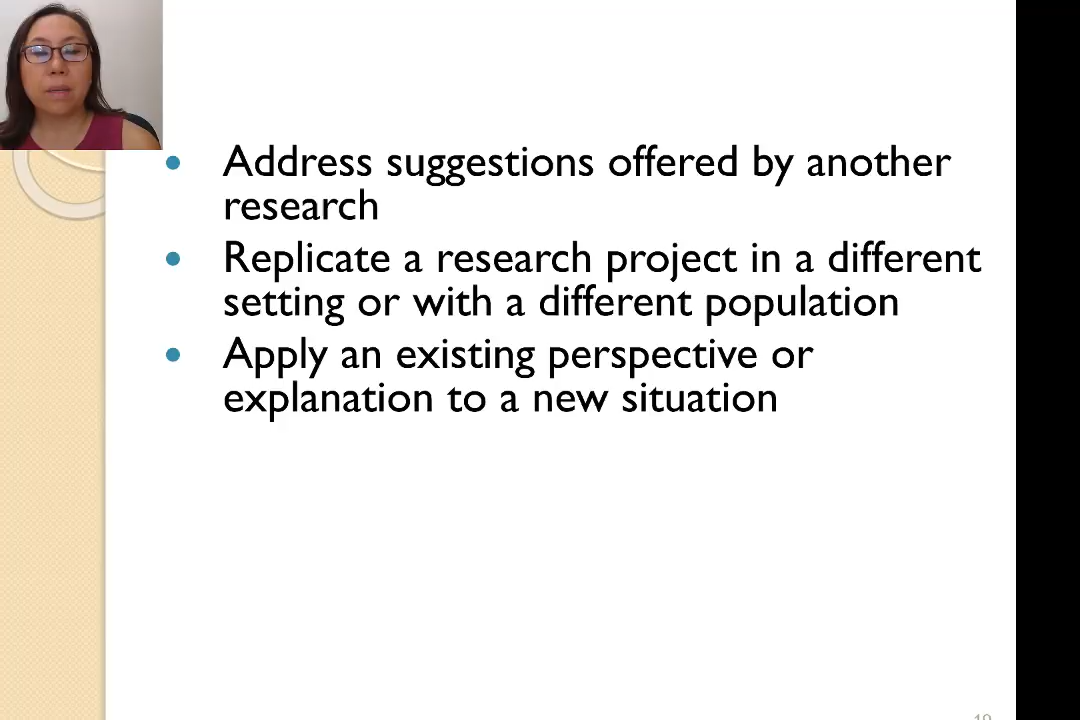 Address suggestions offered by another
research
Replicate a research project in a different
setting or with a different population
Apply an existing perspective or
explanation to a new situation